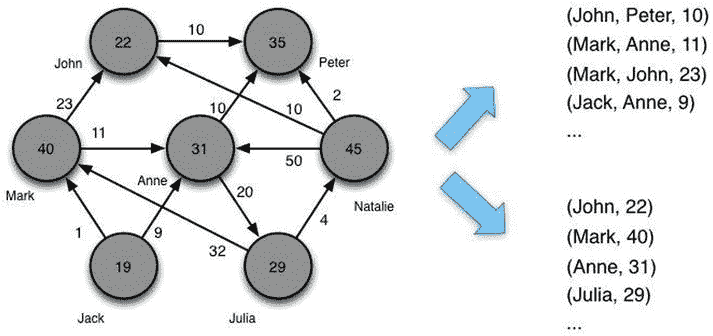 22
10
35
John
Peter
23
11
10
10
2
40
31
50
45
Mark
Anne
20
Natalie
1
9
32
4
19
29
Jack
Julia
(John, Peter, 10)
(Mark, Anne, 11)
(Mark, John, 23)
(Jack, Anne, 9)
...
(John, 22)
(Mark, 40)
(Anne, 31)
(Julia, 29)
...